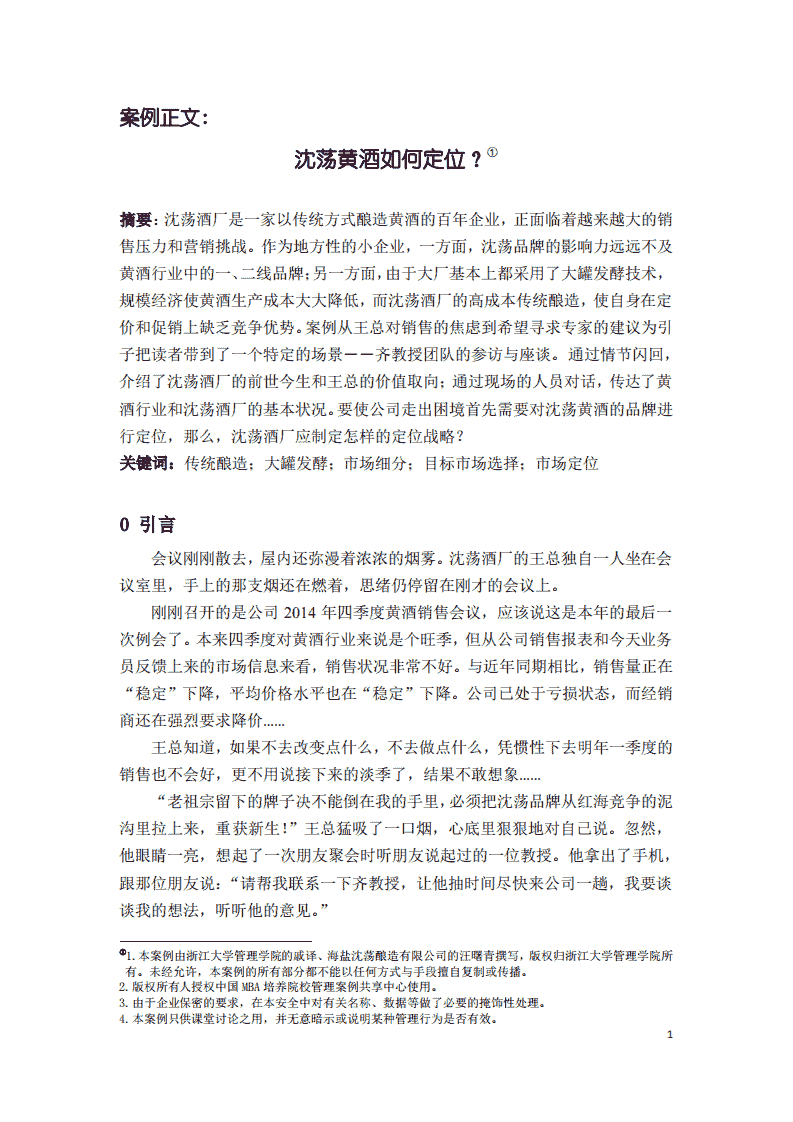 案例正文：
沈荡黄酒如何定位？①
摘要：沈荡酒厂是一家以传统方式酿造黄酒的百年企业，正面临着越来越大的销
售压力和营销挑战。作为地方性的小企业，一方面，沈荡品牌的影响力远远不及
黄酒行业中的一、二线品牌；另一方面，由于大厂基本上都采用了大罐发酵技术，
规模经济使黄酒生产成本大大降低，而沈荡酒厂的高成本传统酿造，使自身在定
价和促销上缺乏竞争优势。案例从王总对销售的焦虑到希望寻求专家的建议为引
子把读者带到了一个特定的场景——齐教授团队的参访与座谈。通过情节闪回，
介绍了沈荡酒厂的前世今生和王总的价值取向；通过现场的人员对话，传达了黄
酒行业和沈荡酒厂的基本状况。要使公司走出困境首先需要对沈荡黄酒的品牌进
行定位，那么，沈荡酒厂应制定怎样的定位战略？
关键词：传统酿造；大罐发酵；市场细分；目标市场选择；市场定位
0 引言
会议刚刚散去，屋内还弥漫着浓浓的烟雾。沈荡酒厂的王总独自一人坐在会
议室里，手上的那支烟还在燃着，思绪仍停留在刚才的会议上。
刚刚召开的是公司 2014 年四季度黄酒销售会议，应该说这是本年的最后一
次例会了。本来四季度对黄酒行业来说是个旺季，但从公司销售报表和今天业务
员反馈上来的市场信息来看，销售状况非常不好。与近年同期相比，销售量正在
“稳定”下降，平均价格水平也在“稳定”下降。公司已处于亏损状态，而经销
商还在强烈要求降价……
王总知道，如果不去改变点什么，不去做点什么，凭惯性下去明年一季度的
销售也不会好，更不用说接下来的淡季了，结果不敢想象……
“老祖宗留下的牌子决不能倒在我的手里，必须把沈荡品牌从红海竞争的泥
沟里拉上来，重获新生！”王总猛吸了一口烟，心底里狠狠地对自己说。忽然，
他眼睛一亮，想起了一次朋友聚会时听朋友说起过的一位教授。他拿出了手机，
跟那位朋友说：“请帮我联系一下齐教授，让他抽时间尽快来公司一趟，我要谈
谈我的想法，听听他的意见。”
①1. 本案例由浙江大学管理学院的戚译、海盐沈荡酿造有限公司的汪曙青撰写，版权归浙江大学管理学院所
有。未经允许，本案例的所有部分都不能以任何方式与手段擅自复制或传播。
2. 版权所有人授权中国 MBA 培养院校管理案例共享中心使用。
3. 由于企业保密的要求，在本安全中对有关名称、数据等做了必要的掩饰性处理。
4. 本案例只供课堂讨论之用，并无意暗示或说明某种管理行为是否有效。
1